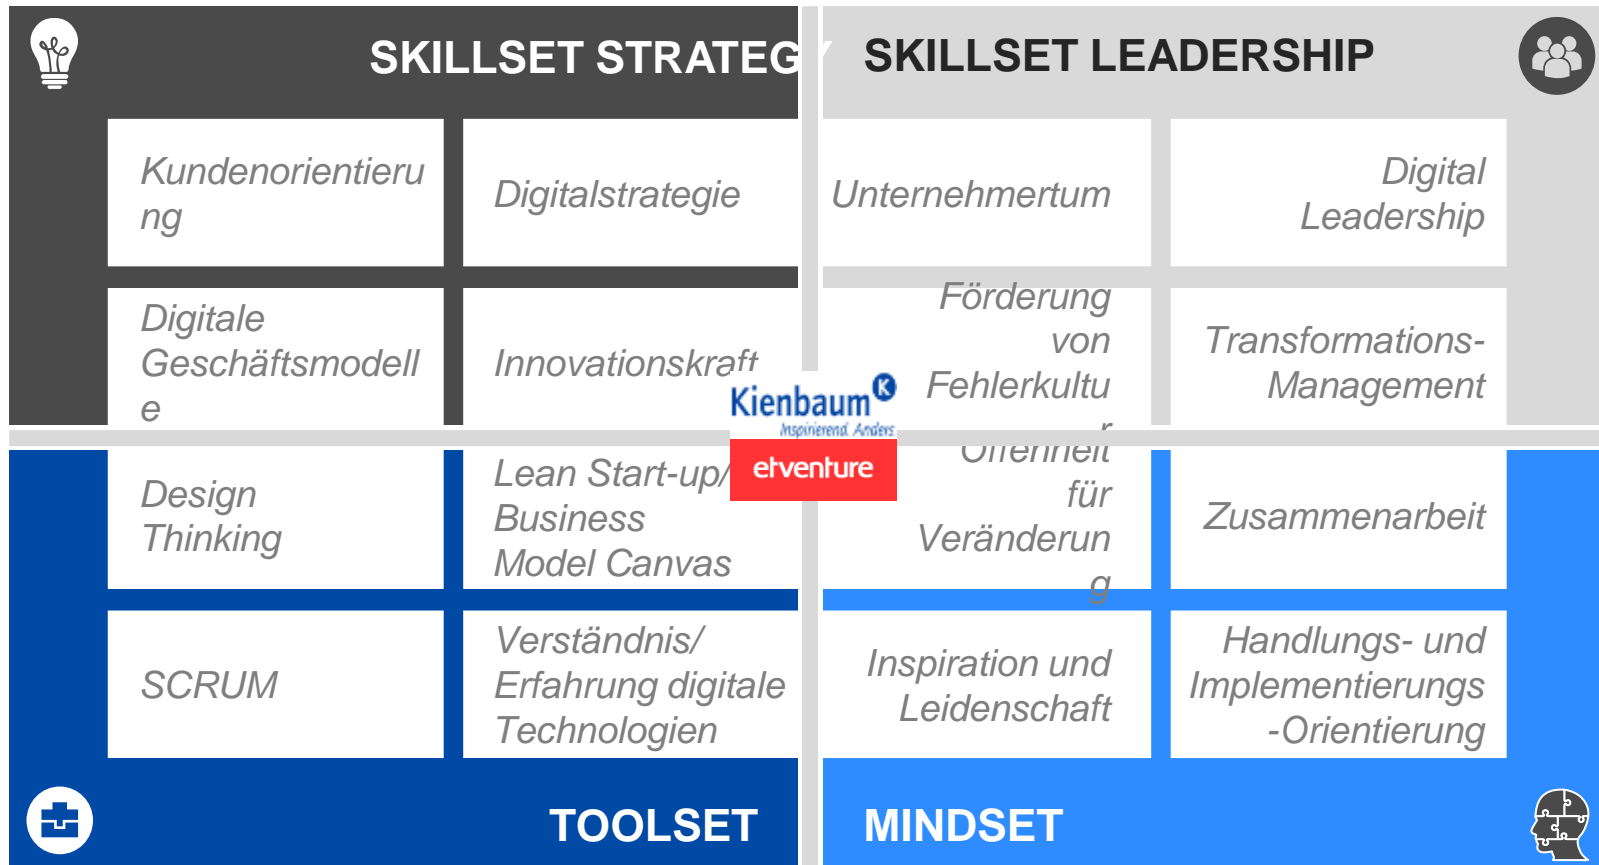 SKILLSET STRATEGY
SKILLSET LEADERSHIP
Kundenorientieru
ng
Digitalstrategie
Unternehmertum
Digital
Leadership
Digitale
Geschäftsmodell
e
Innovationskraft
Förderung
von
Fehlerkultu
r
Transformations-
Management
Kienbaum K
Inspirierend. Anders
etventure
Design
Thinking
Lean Start-up/
Business
Model Canvas
Offenheit
für
Veränderun
g
Zusammenarbeit
SCRUM
Verständnis/
Erfahrung digitale
Technologien
Inspiration und
Leidenschaft
Handlungs- und
Implementierungs
-Orientierung
TOOLSET
MINDSET